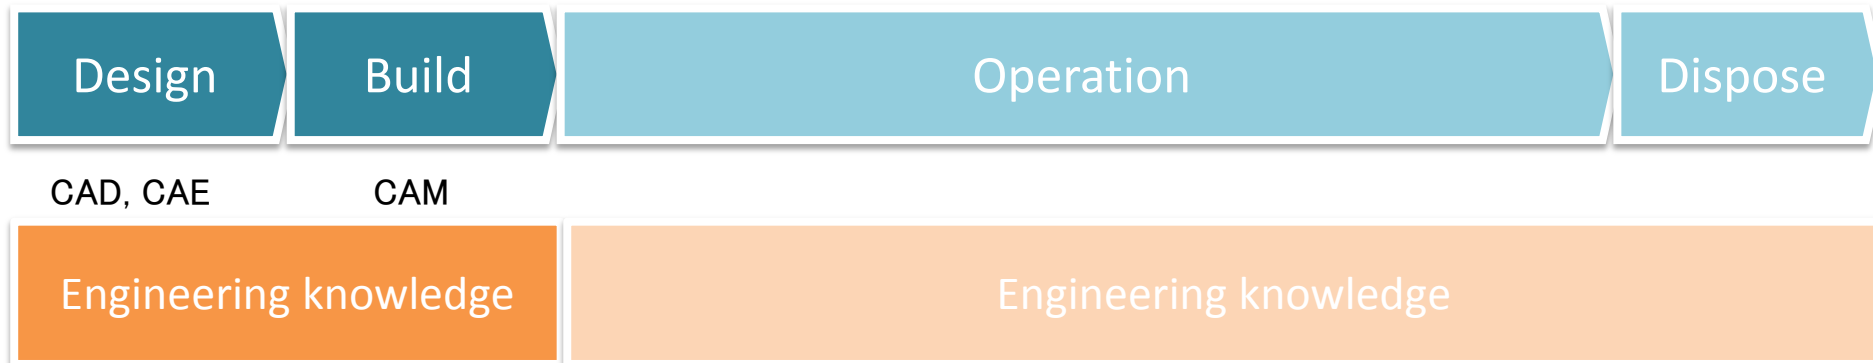 Design Build Operation Dispose
CAD, CAE CAM
Engineering knowledge Engineering knowledge